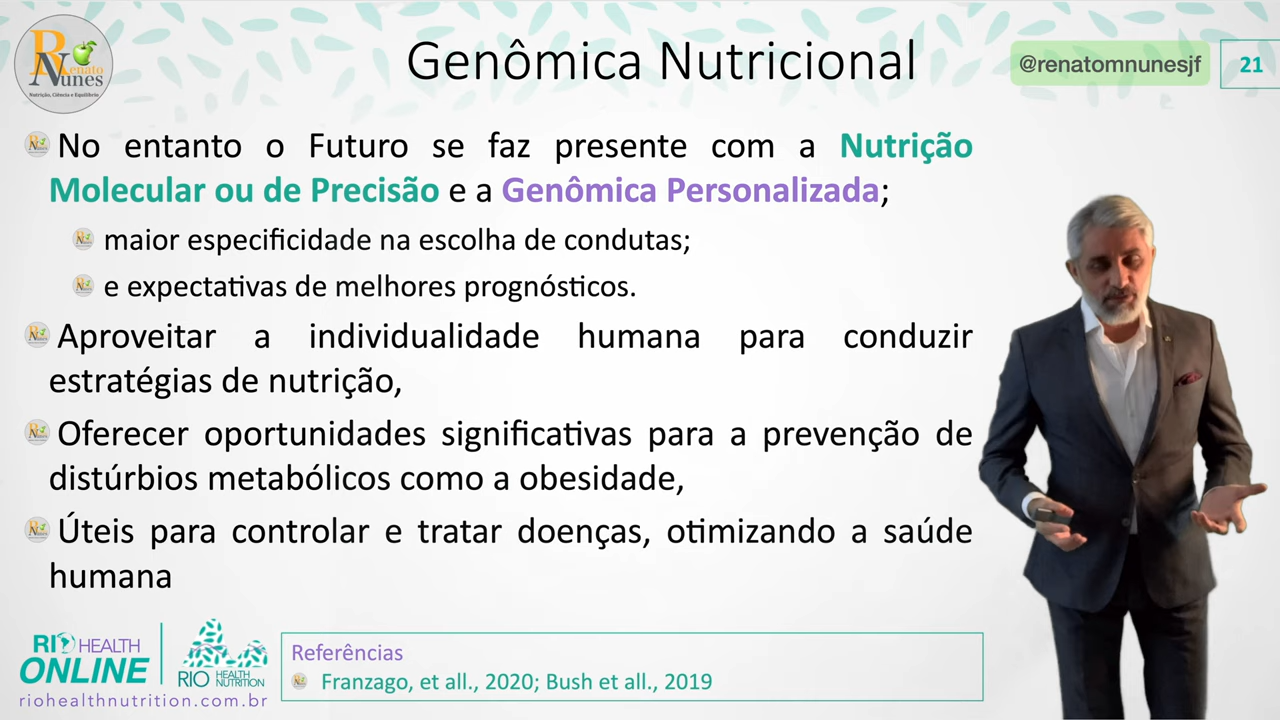 Genômica Nutricional
@renatomnunesjf
21
Renato
Nunes
Nutrição, Ciência e Equilíbrio
No entanto o Futuro se faz presente com a Nutrição
Molecular ou de Precisão e a Genômica Personalizada;
maior especificidade na escolha de condutas;
e expectativas de melhores prognósticos.
Aproveitar a individualidade humana para conduzir
estratégias de nutrição,
Oferecer oportunidades significativas para a prevenção de
distúrbios metabólicos como a obesidade,
Úteis para controlar e tratar doenças, otimizando a saúde
humana
RIO HEALTH
ONLINE
RIO HEALTH
NUTRITION
riohealthnutrition.com.br
Referências
Franzago, et all., 2020; Bush et all., 2019